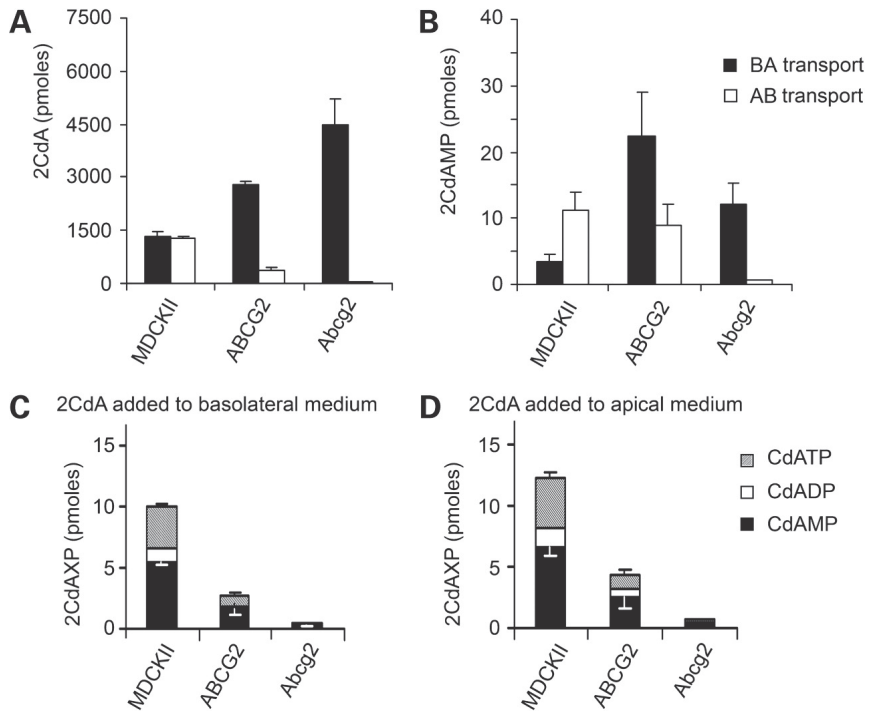 A
2CdA (pmoles)
7500
6000
4500
3000
1500
0
MDCKII
ABCG2
Abcg2
B
2CdAMP (pmoles)
40
30
20
10
0
MDCKII
ABCG2
Abcg2
BA transport
AB transport
C
2CdA added to basolateral medium
2CdAXP (pmoles)
15
10
5
0
MDCKII
ABCG2
Abcg2
D
2CdA added to apical medium
2CdAXP (pmoles)
15
10
5
0
MDCKII
ABCG2
Abcg2
CdATP
CdADP
CdAMP